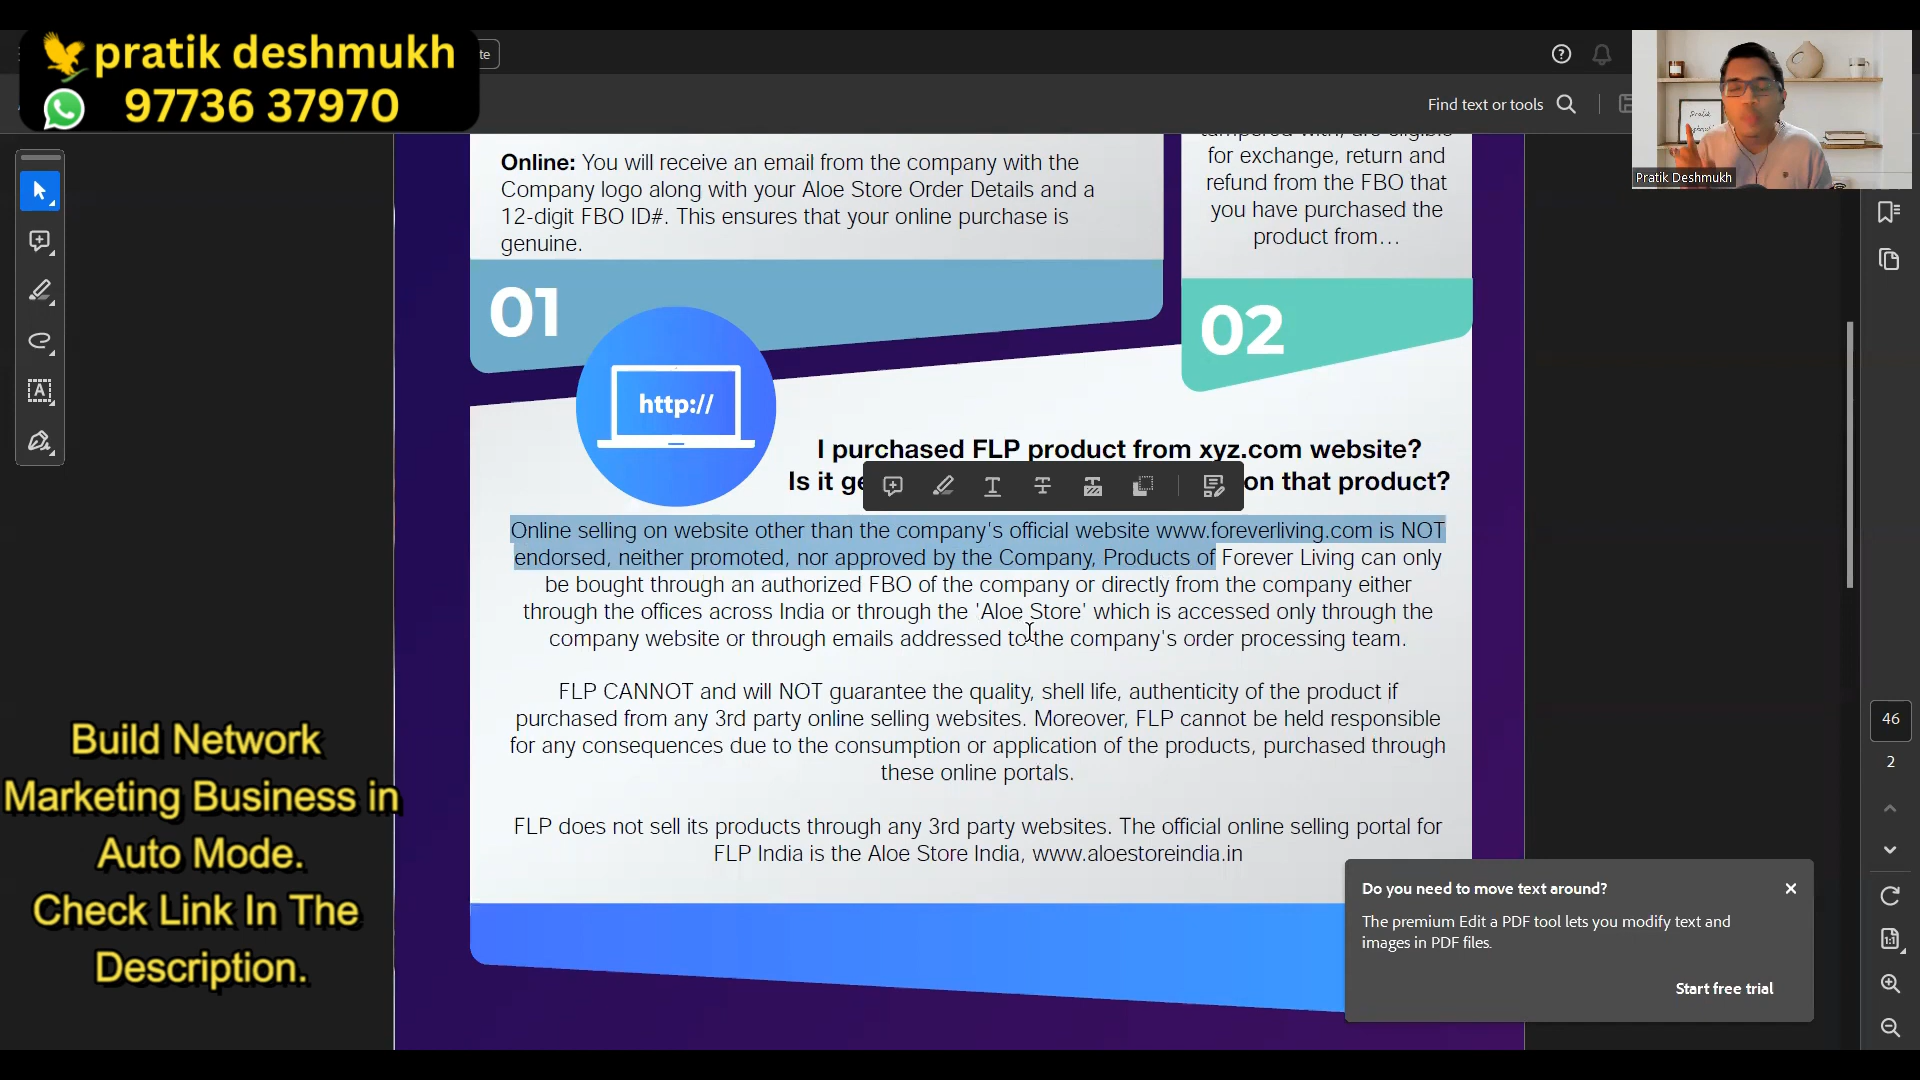 pratik deshmukh
97736 37970
te
Find text or tools
Pratik Deshmukh
Online: You will receive an email from the company with the
Company logo along with your Aloe Store Order Details and a
12-digit FBO ID#. This ensures that your online purchase is
genuine.
tampered with, are eligible
for exchange, return and
refund from the FBO that
you have purchased the
product from...
01
02
http://
I purchased FLP product from xyz.com website?
Is it ge
on that product?
Online selling on website other than the company's official website www.foreverliving.com is NOT
endorsed, neither promoted, nor approved by the Company, Products of Forever Living can only
be bought through an authorized FBO of the company or directly from the company either
through the offices across India or through the 'Aloe Store' which is accessed only through the
company website or through emails addressed to the company's order processing team.
FLP CANNOT and will NOT guarantee the quality, shell life, authenticity of the product if
purchased from any 3rd party online selling websites. Moreover, FLP cannot be held responsible
for any consequences due to the consumption or application of the products, purchased through
these online portals.
FLP does not sell its products through any 3rd party websites. The official online selling portal for
FLP India is the Aloe Store India, www.aloestoreindia.in
Build Network
Marketing Business in
Auto Mode.
Check Link In The
Description.
46
2
Do you need to move text around?
The premium Edit a PDF tool lets you modify text and
images in PDF files.
Start free trial